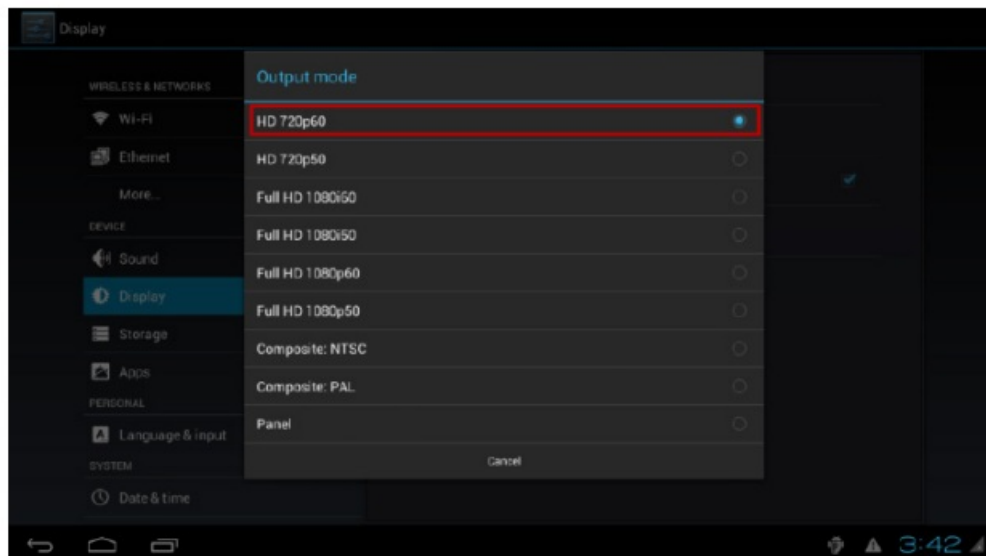 Display
WIRELESS & NETWORKS
Wi-Fi
Ethernet
More...
DEVICE
Sound
Display
Storage
Apps
PERSONAL
Language & input
SYSTEM
Date & time
Output mode
HD 720p60
HD 720p50
Full HD 1080i60
Full HD 1080i50
Full HD 1080p60
Full HD 1080p50
Composite: NTSC
Composite: PAL
Panel
Cancel
3:42